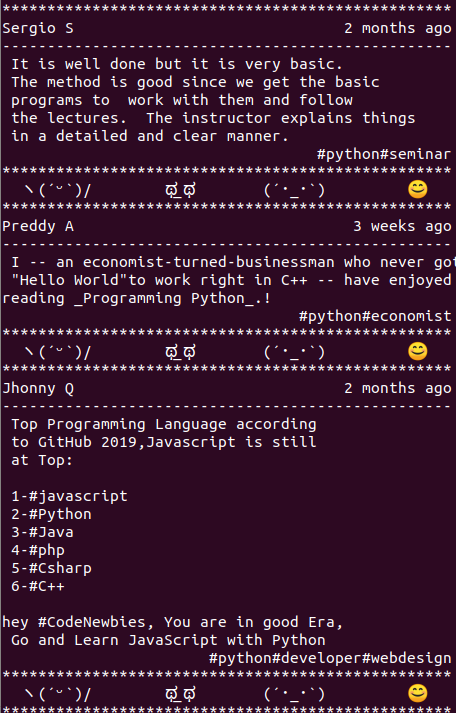 **************************************************
Sergio S 2 months ago
--------------------------------------------------
It is well done but it is very basic.
The method is good since we get the basic
programs to  work with them and follow
the lectures.  The instructor explains things
in a detailed and clear manner.
#python#seminar
**************************************************
ヽ(´ᵕ`)/ ಥ_ಥ (´･_･`) 😊
**************************************************
Preddy A 3 weeks ago
--------------------------------------------------
I -- an economist-turned-businessman who never got
"Hello World"to work right in C++ -- have enjoyed
reading _Programming Python_.!
#python#economist
**************************************************
ヽ(´ᵕ`)/ ಥ_ಥ (´･_･`) 😊
**************************************************
Jhonny Q 2 months ago
--------------------------------------------------
Top Programming Language according
to GitHub 2019,Javascript is still
at Top:
1-#javascript
2-#Python
3-#Java
4-#php
5-#Csharp
6-#C++
hey #CodeNewbies, You are in good Era,
Go and Learn JavaScript with Python
#python#developer#webdesign
**************************************************
ヽ(´ᵕ`)/ ಥ_ಥ (´･_･`) 😊
**************************************************